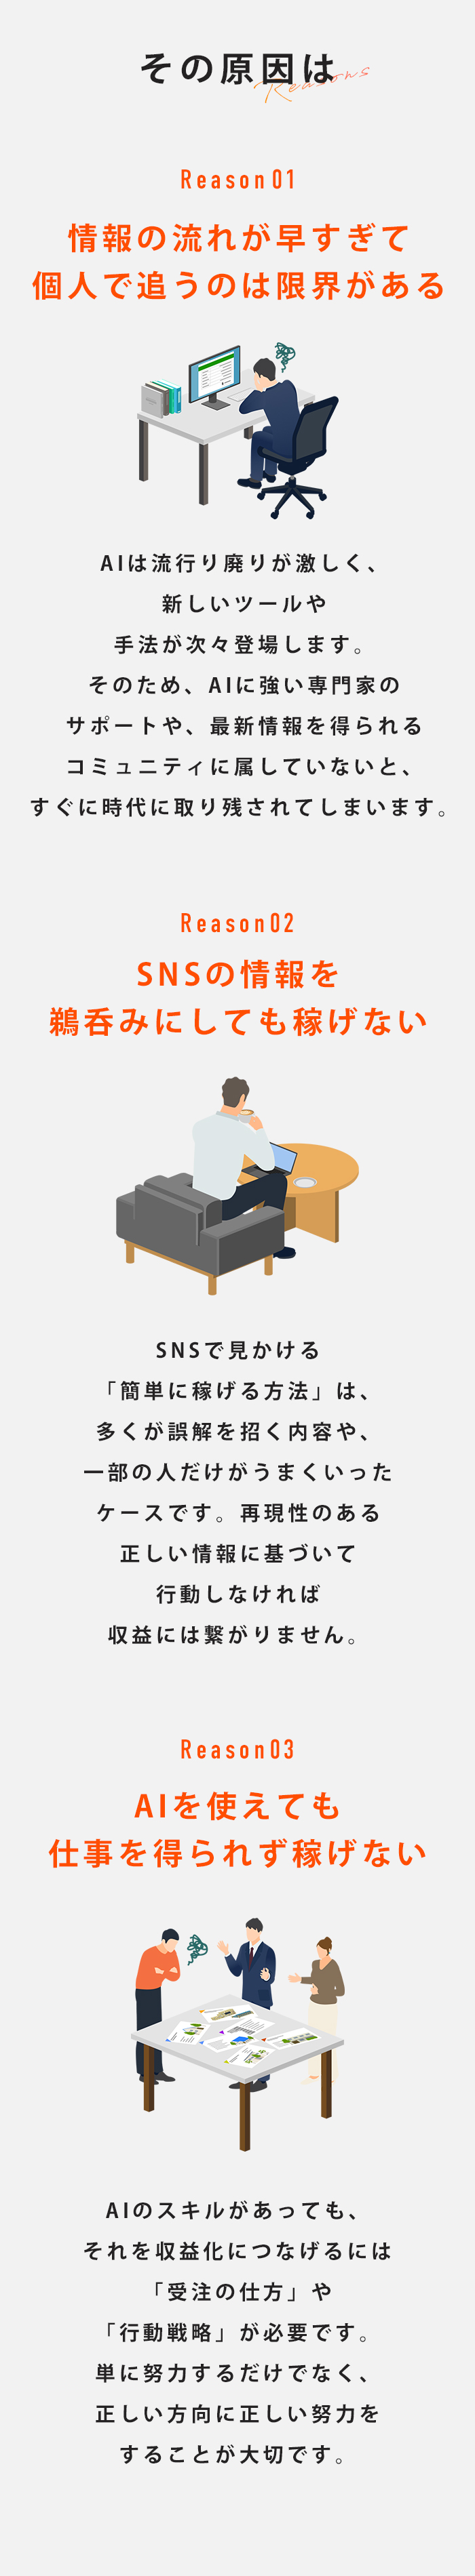 その原因は
Reasons
Reason01
情報の流れが早すぎて
個人で追うのは限界がある
AIは流行り廃りが激しく、
新しいツールや
手法が次々登場します。
そのため、AIに強い専門家の
サポートや、最新情報を得られる
コミュニティに属していないと、
すぐに時代に取り残されてしまいます。
Reason02
SNSの情報を
鵜呑みにしても稼げない
SNSで見かける
「簡単に稼げる方法」は、
多くが誤解を招く内容や、
一部の人だけがうまくいった
ケースです。再現性のある
正しい情報に基づいて
行動しなければ
収益には繋がりません。
Reason03
AIを使えても
仕事を得られず稼げない
AIのスキルがあっても、
それを収益化につなげるには
「受注の仕方」や
「行動戦略」が必要です。
単に努力するだけでなく、
正しい方向に正しい努力を
することが大切です。